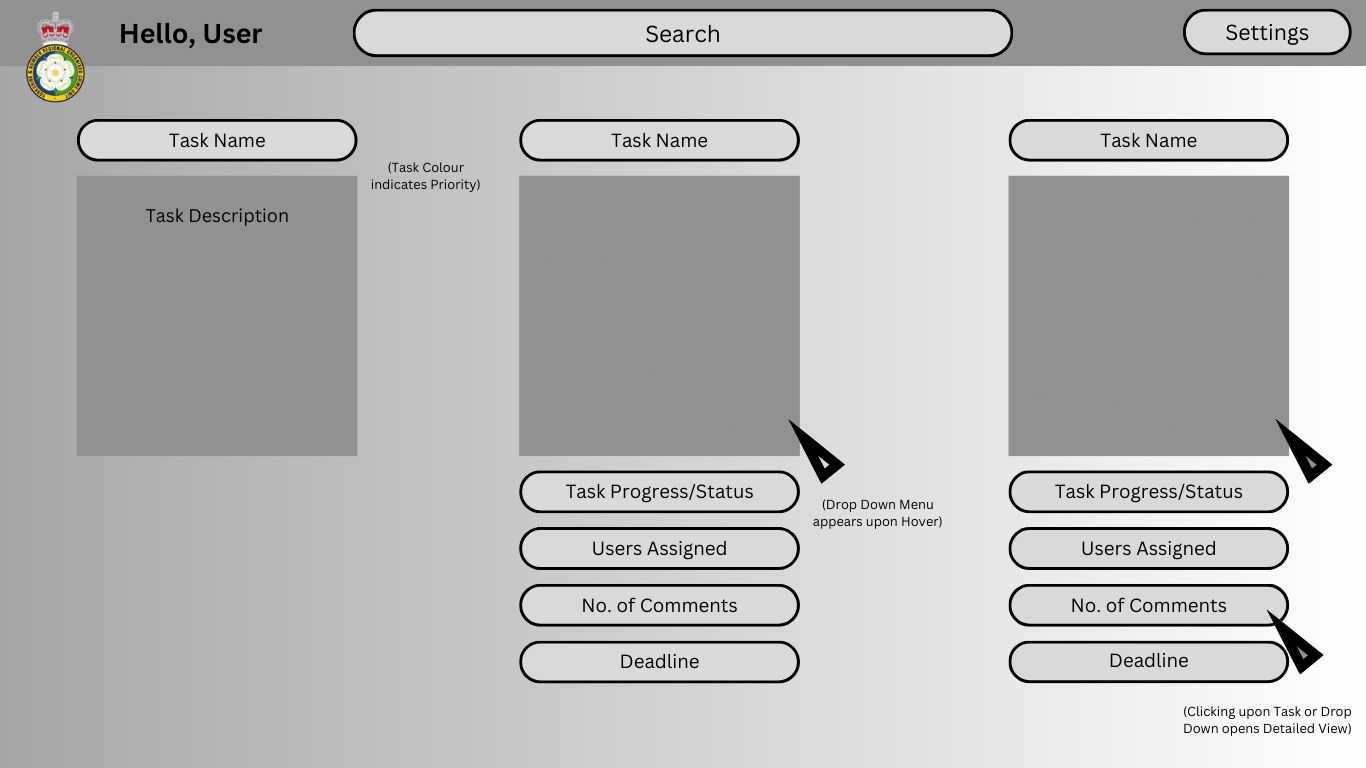 Hello, User
Search
Settings
Task Name
Task Description
(Task Colour
indicates Priority)
Task Name
Task Progress/Status
(Drop Down Menu
appears upon Hover)
Users Assigned
No. of Comments
Deadline
Task Name
Task Progress/Status
Users Assigned
No. of Comments
Deadline
(Clicking upon Task or Drop
Down opens Detailed View)